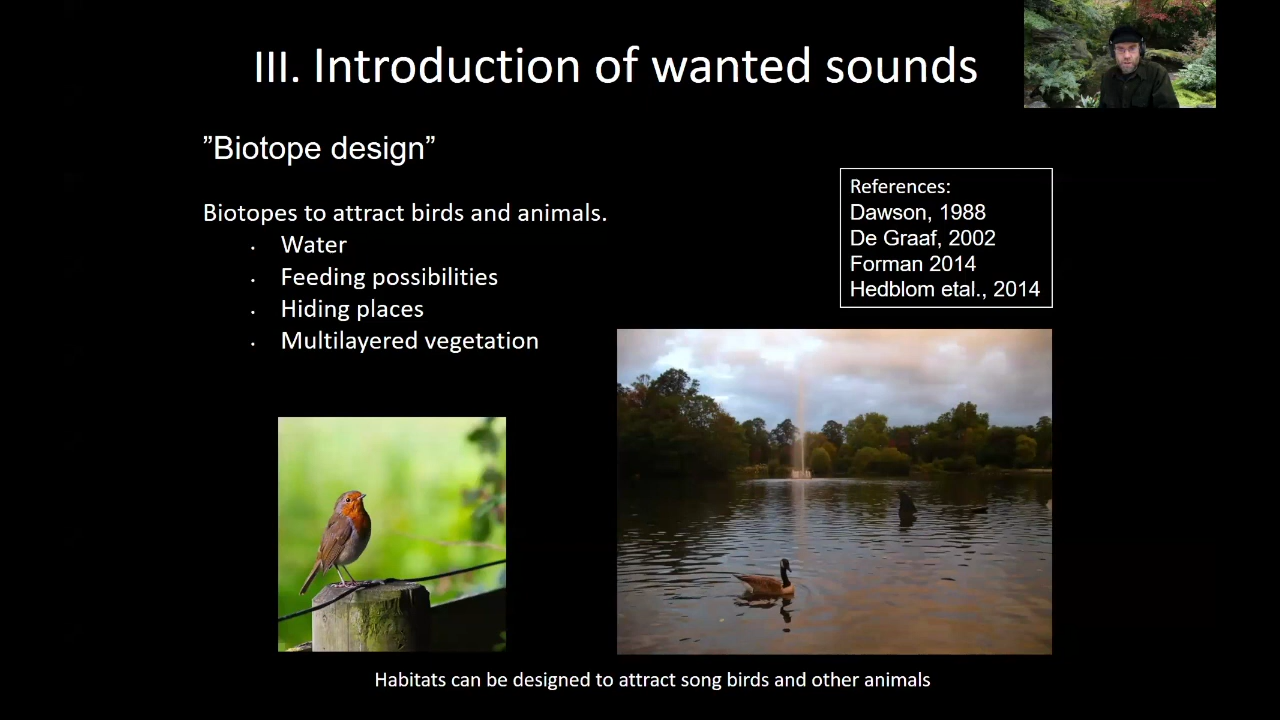 III. Introduction of wanted sounds
”Biotope design”
Biotopes to attract birds and animals.
· Water
· Feeding possibilities
· Hiding places
· Multilayered vegetation
References:
Dawson, 1988
De Graaf, 2002
Forman 2014
Hedblom etal., 2014
Habitats can be designed to attract song birds and other animals